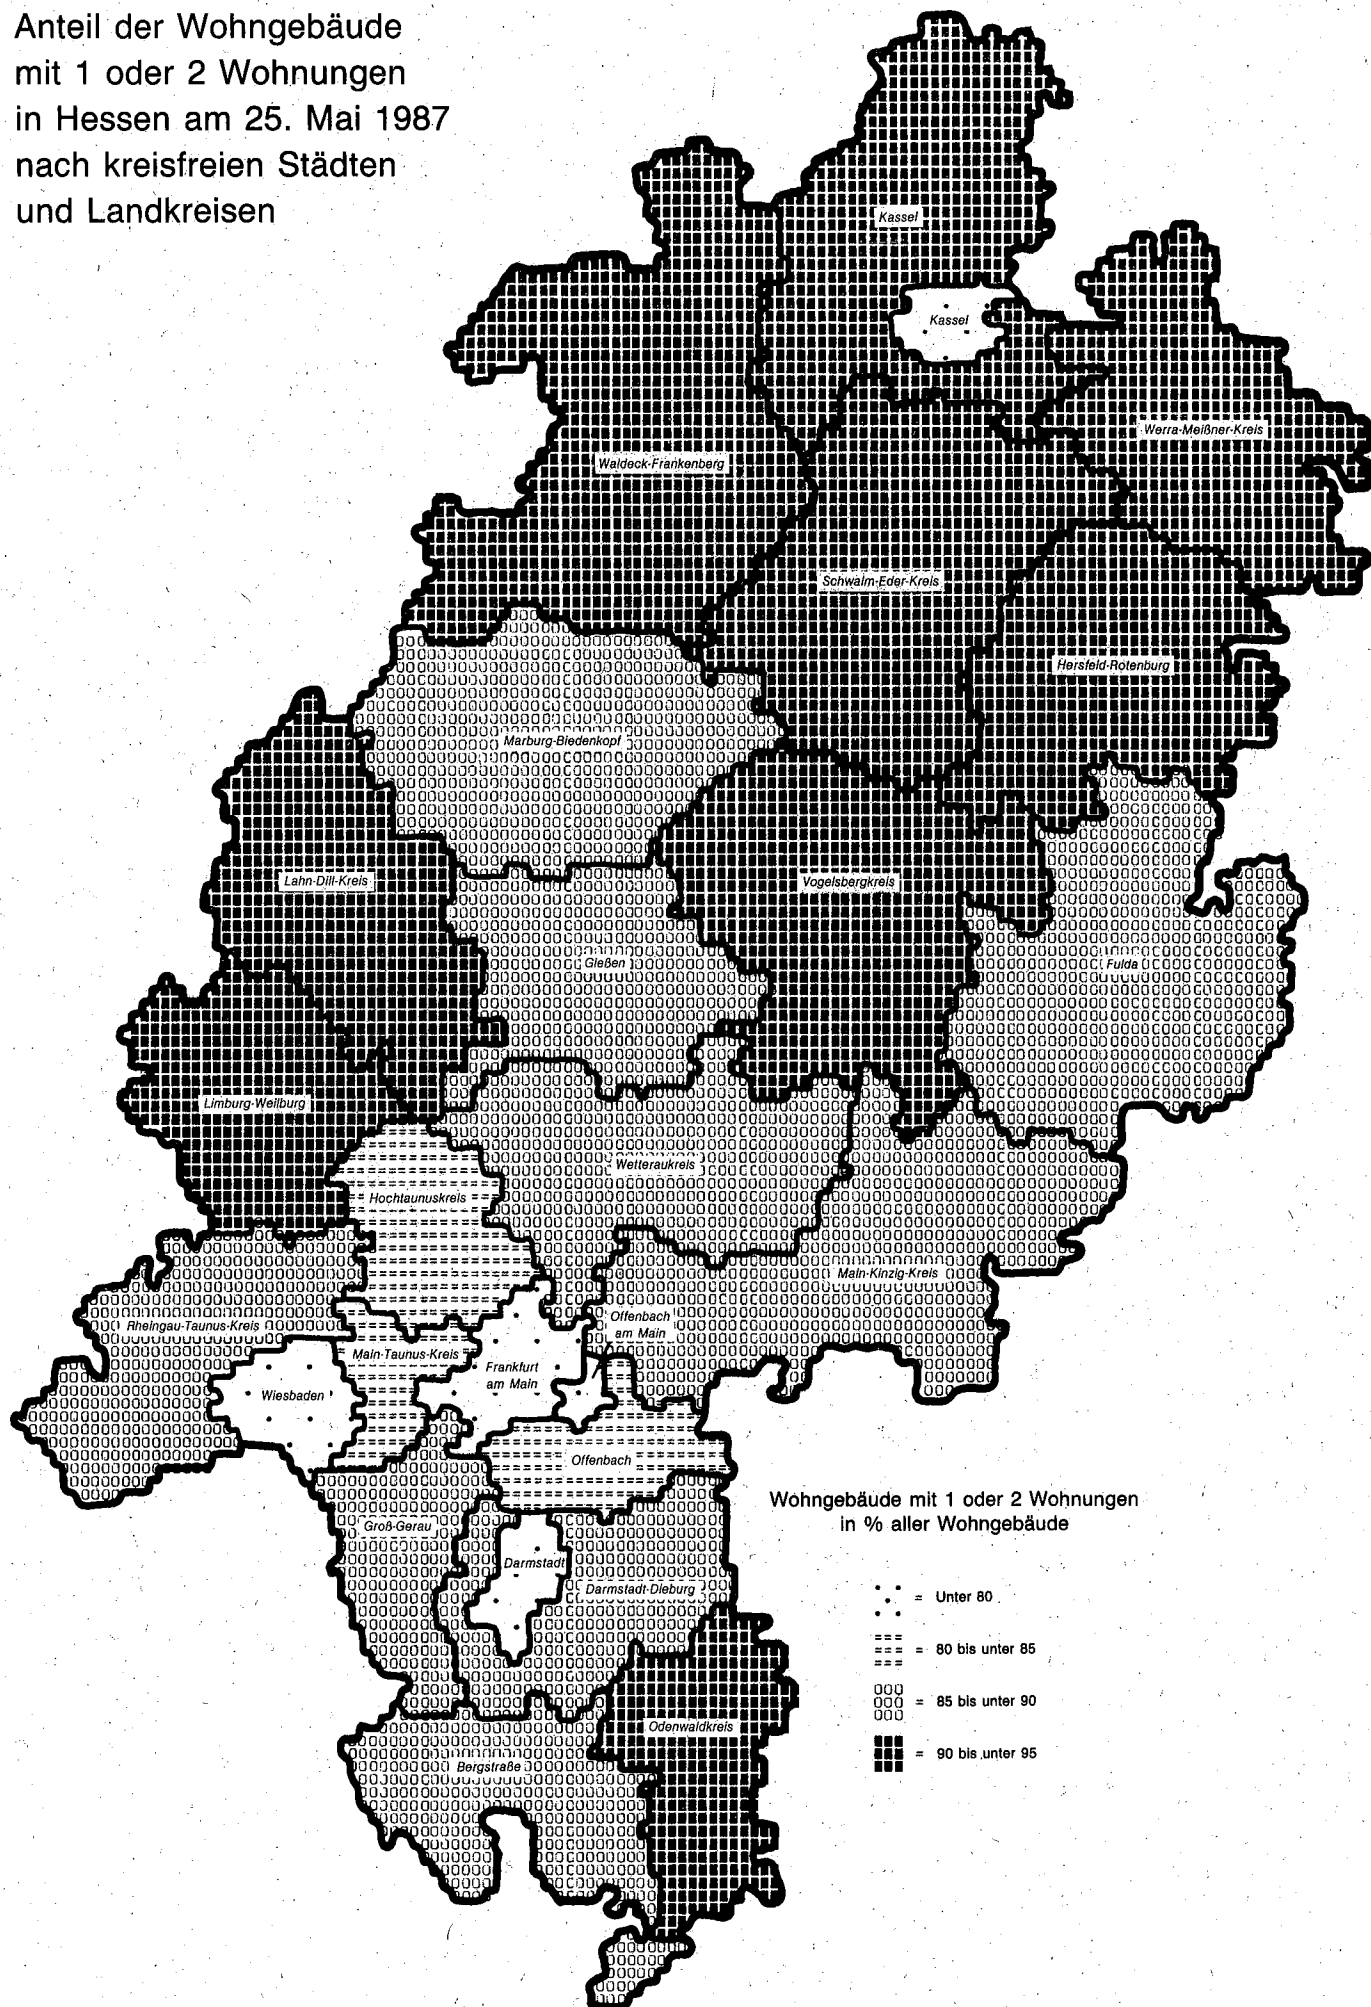 Anteil der Wohngebäude
mit 1 oder 2 Wohnungen
in Hessen am 25. Mai 1987
nach kreisfreien Städten
und Landkreisen
Kassel
Kassel
Werra-Meißner-Kreis
Waldeck-Frankenberg
Schwalm-Eder-Kreis
Hersfeld-Rotenburg
Marburg-Biedenkopf
Lahn-Dill-Kreis
Vogelsbergkreis
Gießen
Fulda
Limburg-Weilburg
Wetteraukreis
Hochtaunuskreis
Main-Kinzig-Kreis
Rheingau-Taunus-Kreis
Offenbach
am Main
Main-Taunus-Kreis
Frankfurt
am Main
Wiesbaden
Offenbach
Groß-Gerau
Darmstadt
Darmstadt-Dieburg
Odenwaldkreis
Bergstraße
Wohngebäude mit 1 oder 2 Wohnungen
in % aller Wohngebäude
= Unter 80
= 80 bis unter 85
= 85 bis unter 90
= 90 bis unter 95